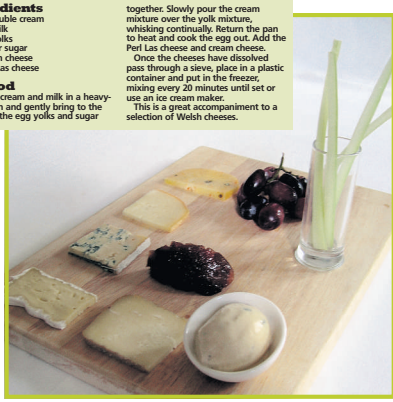 dients
uble cream
ilk
olks
r sugar
n cheese
as cheese
od
cream and milk in a heavy-
n and gently bring to the
the egg yolks and sugar
together. Slowly pour the cream
mixture over the yolk mixture,
whisking continually. Return the pan
to heat and cook the egg out. Add the
Perl Las cheese and cream cheese.
Once the cheeses have dissolved
pass through a sieve, place in a plastic
container and put in the freezer,
mixing every 20 minutes until set or
use an ice cream maker.
This is a great accompaniment to a
selection of Welsh cheeses.